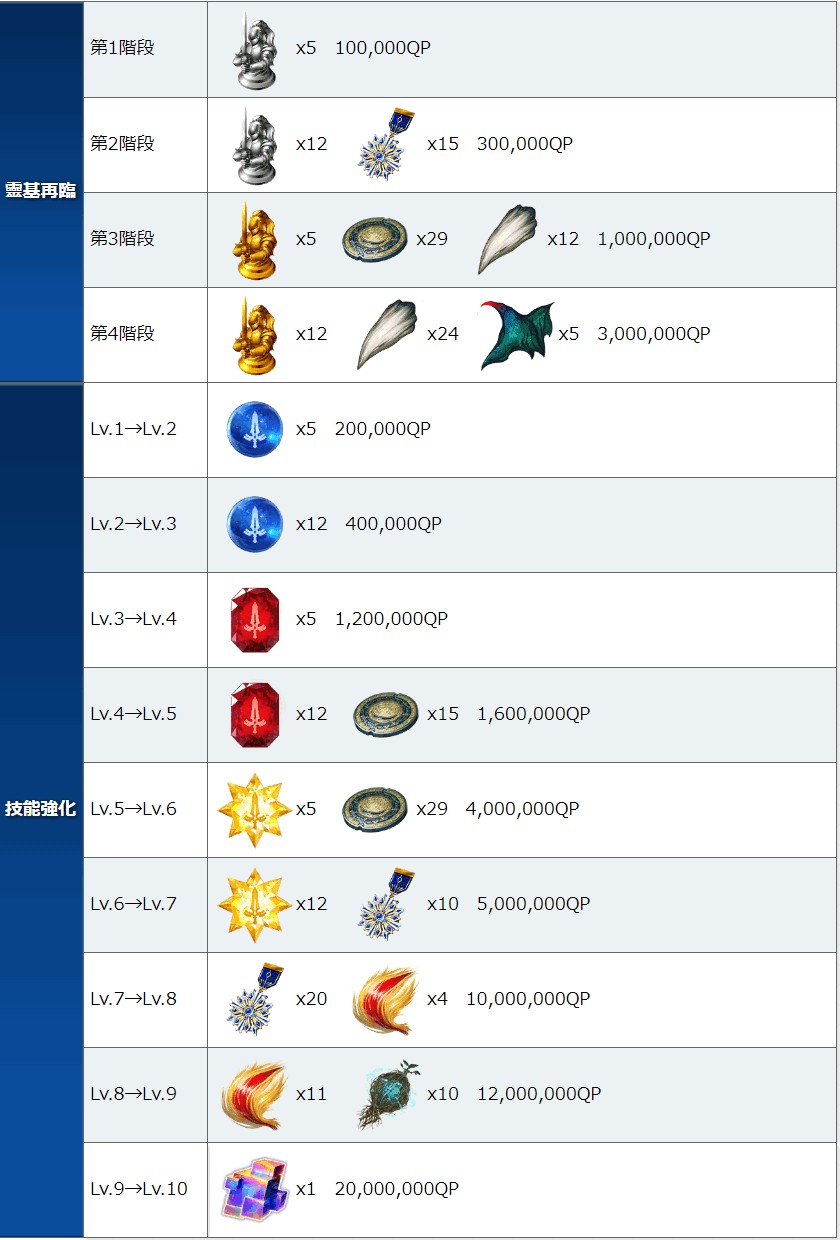 靈基再臨
第1階段 x5 100,000QP
第2階段 x12 x15 300,000QP
第3階段 x5 x29 x12 1,000,000QP
第4階段 x12 x24 x5 3,000,000QP
技能強化
Lv.1→Lv.2 x5 200,000QP
Lv.2→Lv.3 x12 400,000QP
Lv.3→Lv.4 x5 1,200,000QP
Lv.4→Lv.5 x12 x15 1,600,000QP
Lv.5→Lv.6 x5 x29 4,000,000QP
Lv.6→Lv.7 x12 x10 5,000,000QP
Lv.7→Lv.8 x20 x4 10,000,000QP
Lv.8→Lv.9 x11 x10 12,000,000QP
Lv.9→Lv.10 x1 20,000,000QP